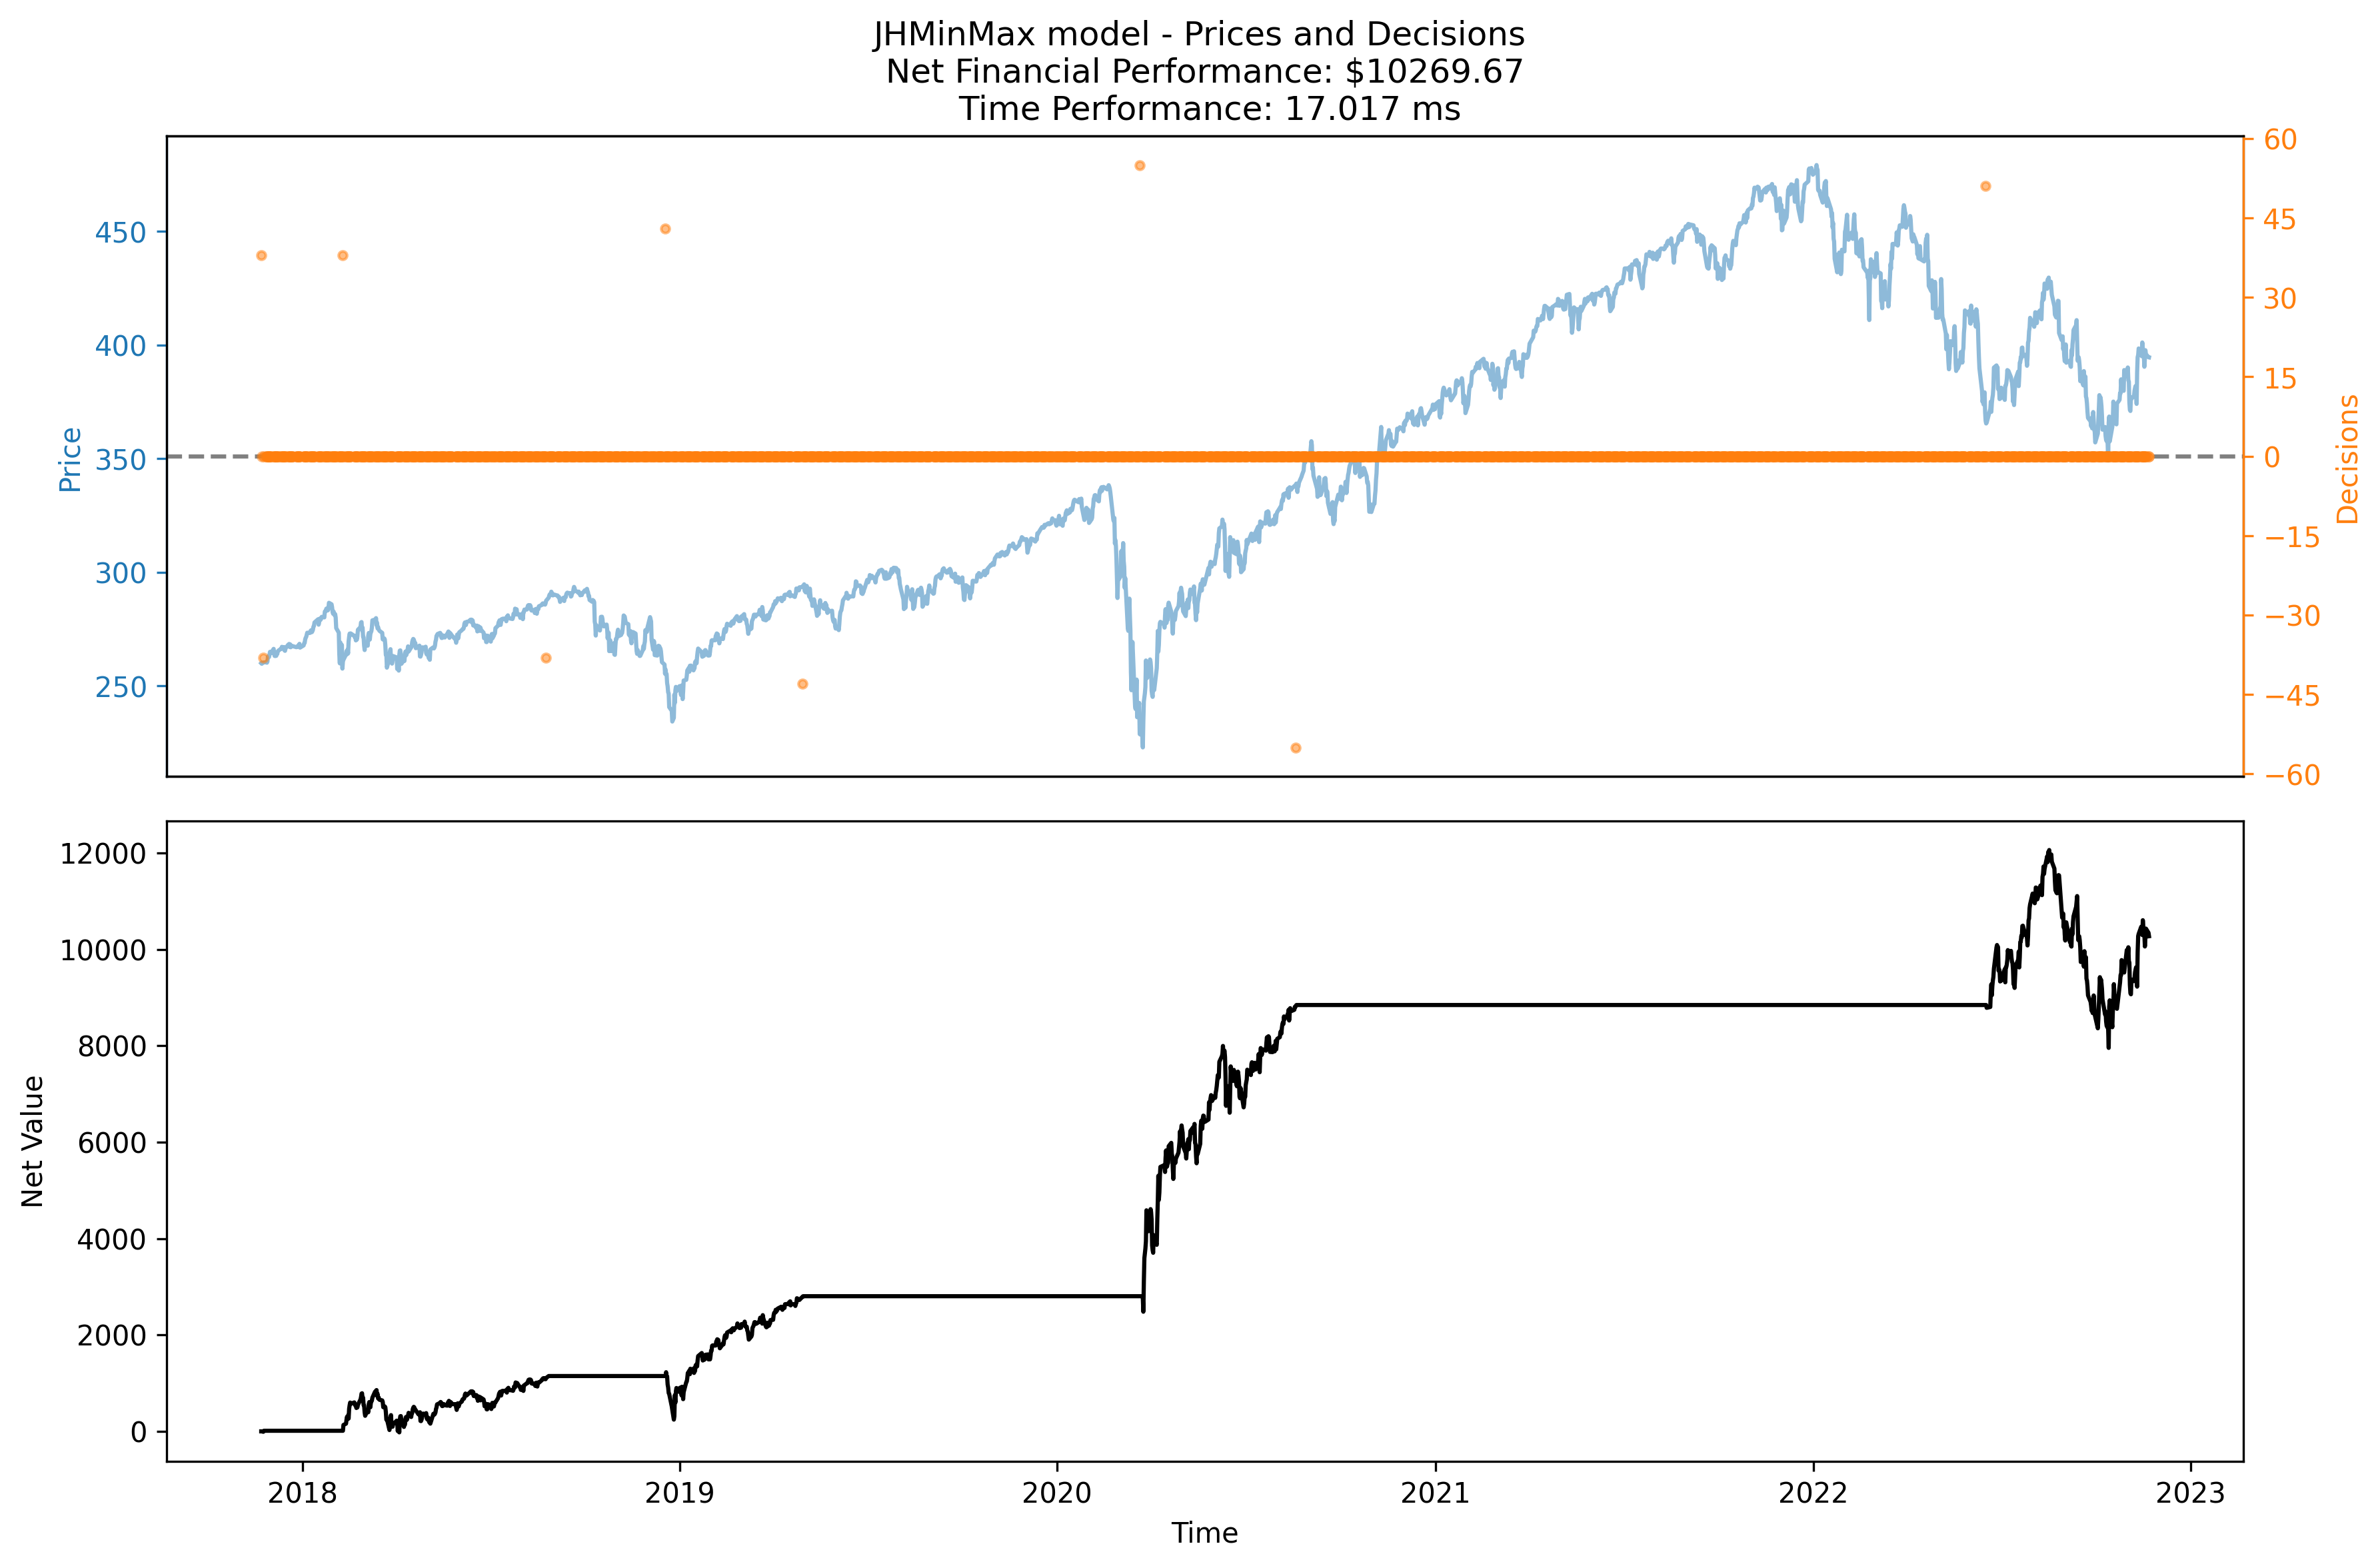 JHMinMax model - Prices and Decisions
Net Financial Performance: $10269.67
Time Performance: 17.017 ms
450
400
350
300
250
Price
60
45
30
15
0
−15
−30
−45
−60
Decisions
12000
10000
8000
6000
4000
2000
0
Net Value
2018 2019 2020 2021 2022 2023
Time